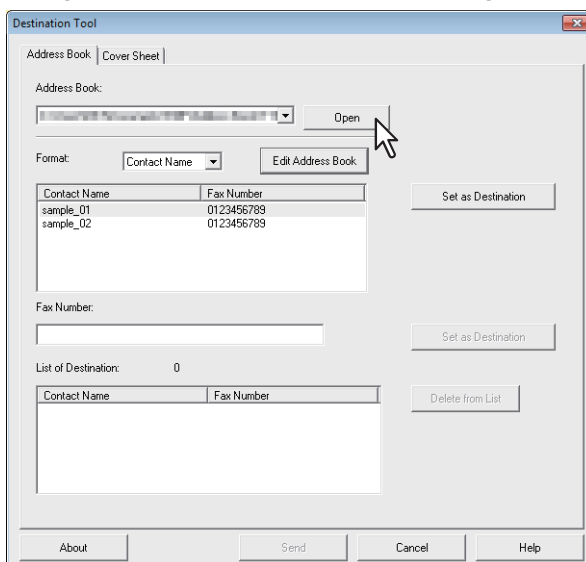 Destination Tool
Address Book Cover Sheet
Address Book:
Open
Format: Contact Name Edit Address Book
Contact Name Fax Number
sample_01 0123456789
sample_02 0123456789
Set as Destination
Fax Number:
Set as Destination
List of Destination: 0
Contact Name Fax Number
Delete from List
About Send Cancel Help